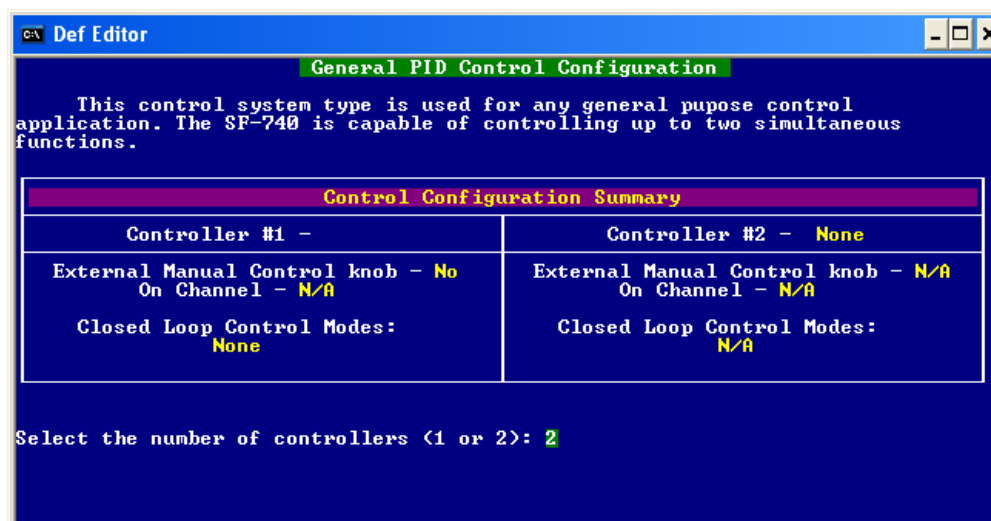 Def Editor
General PID Control Configuration
This control system type is used for any general pupose control
application. The SF-740 is capable of controlling up to two simultaneous
functions.
Control Configuration Summary
Controller #1 -
Controller #2 - None
External Manual Control knob - No
On Channel - N/A
Closed Loop Control Modes:
None
External Manual Control knob - N/A
On Channel - N/A
Closed Loop Control Modes:
N/A
Select the number of controllers (1 or 2): 2